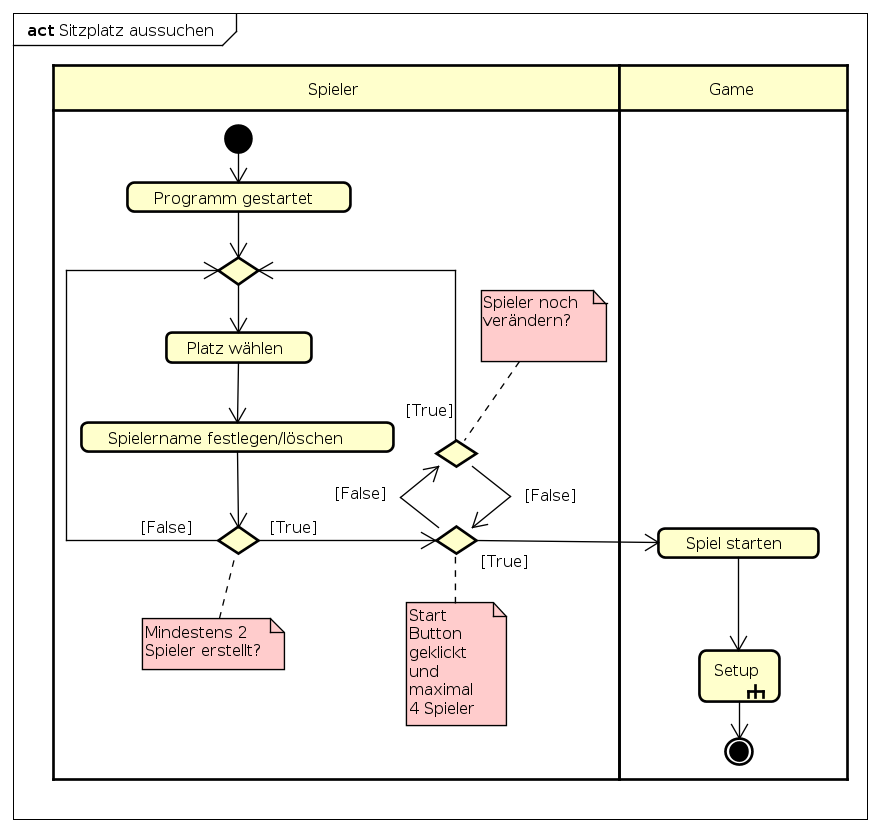 act Sitzplatz aussuchen
Spieler
Game
Programm gestartet
Spieler noch
verändern?
Platz wählen
[True]
Spielername festlegen/löschen
[False]
[False]
[False]
[True]
[True]
Spiel starten
Mindestens 2
Spieler erstellt?
Start
Button
geklickt
und
maximal
4 Spieler
Setup